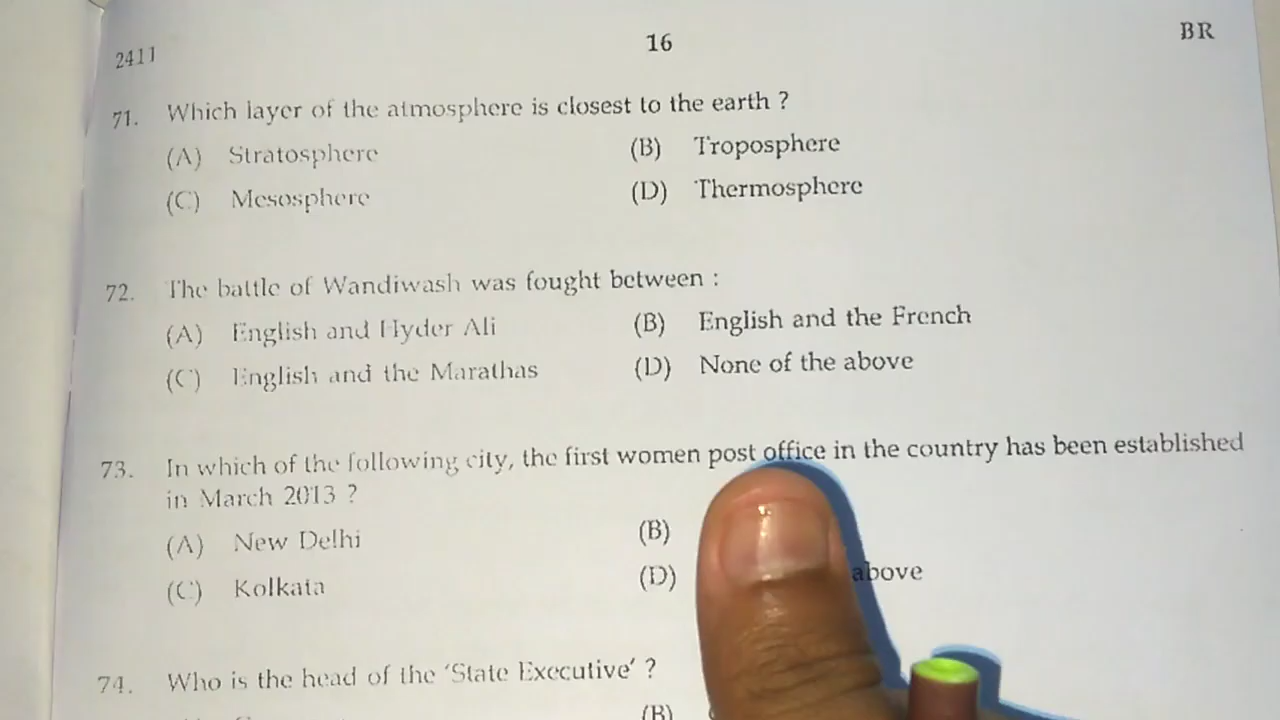 2411 16 BR
71. Which layer of the atmosphere is closest to the earth ?
(A) Stratosphere (B) Troposphere
(C) Mesosphere (D) Thermosphere
72. The battle of Wandiwash was fought between :
(A) English and Hyder Ali (B) English and the French
(C) English and the Marathas (D) None of the above
73. In which of the following city, the first women post office in the country has been established
in March 2013 ?
(A) New Delhi (B)
(C) Kolkata (D) above
74. Who is the head of the ‘State Executive’ ?
(B)